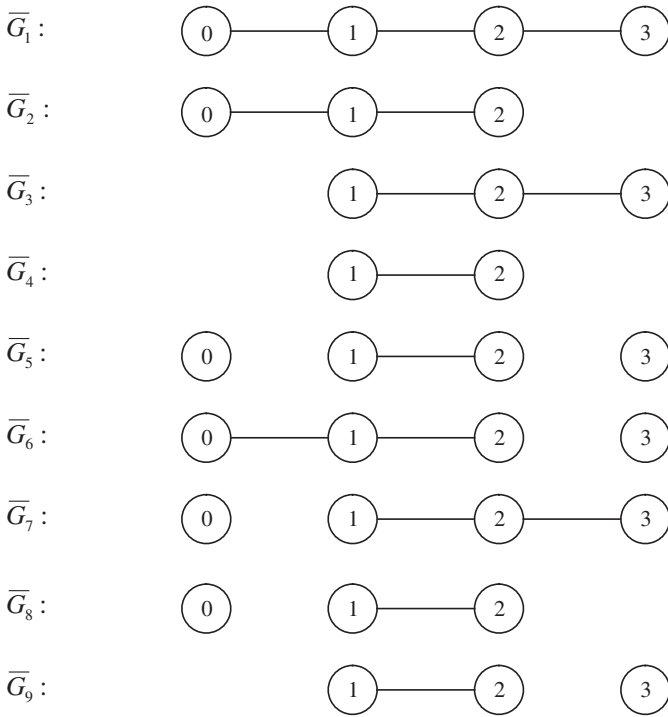 G̅₁ : 0 1 2 3
G̅₂ : 0 1 2
G̅₃ : 1 2 3
G̅₄ : 1 2
G̅₅ : 0 1 2 3
G̅₆ : 0 1 2 3
G̅₇ : 0 1 2 3
G̅₈ : 0 1 2
G̅₉ : 1 2 3